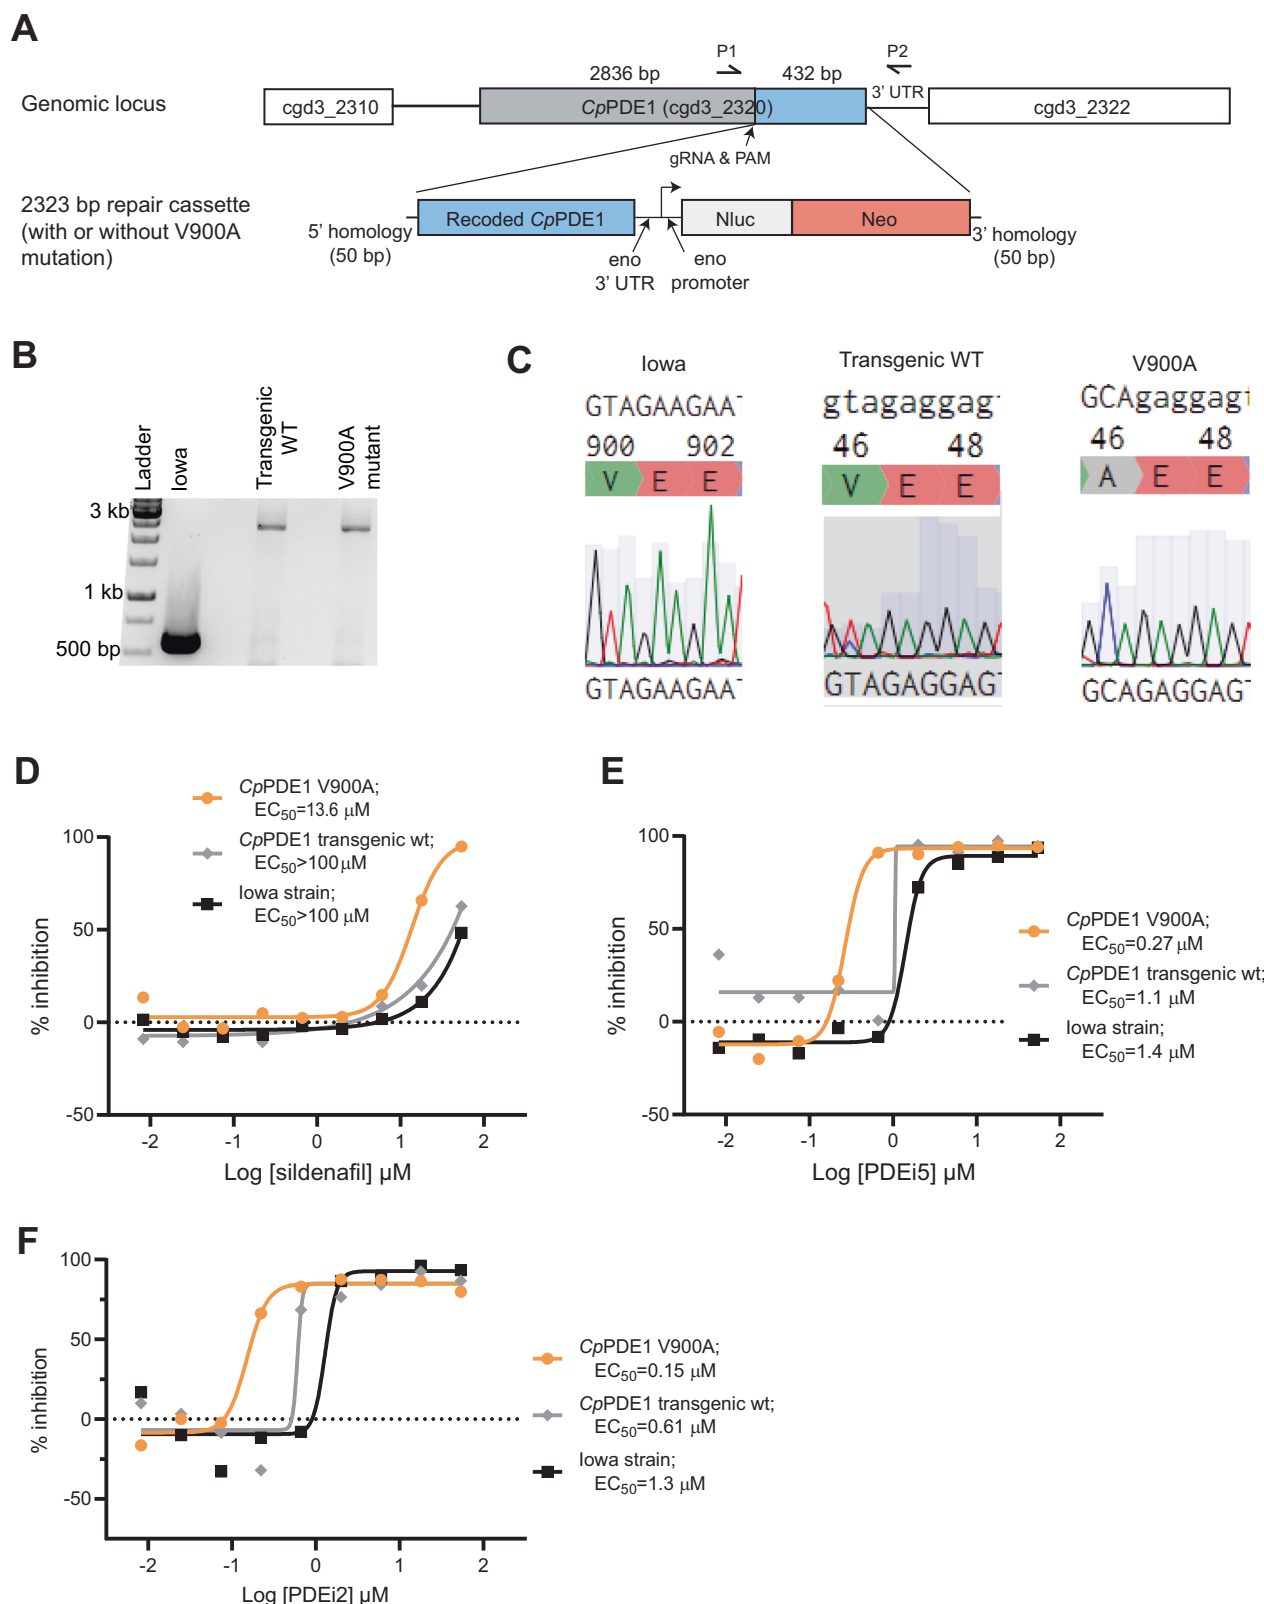 A
P1
P2
2836 bp
432 bp
3' UTR
Genomic locus
cgd3_2310
CpPDE1 (cgd3_2320)
cgd3_2322
gRNA & PAM
2323 bp repair cassette
(with or without V900A
mutation)
Recoded CpPDE1
Nluc
Neo
5' homology
(50 bp)
3' homology
(50 bp)
eno
3' UTR
eno
promoter
B
Ladder
Iowa
Transgenic
WT
V900A
mutant
3 kb
1 kb
500 bp
C
Iowa
GTAGAAGAA
900 902
V E E
GTAGAAGAA
Transgenic WT
gtagaggag
46 48
V E E
GTAGAGGAG
V900A
GCAgaggagt
46 48
A E E
GCAGAGGAGT
D
CpPDE1 V900A;
EC50=13.6 μM
CpPDE1 transgenic wt;
EC50>100 μM
Iowa strain;
EC50>100 μM
% inhibition
100
50
0
-50
-2 -1 0 1 2
Log [sildenafil] μM
E
% inhibition
100
50
0
-50
-2 -1 0 1 2
Log [PDEi5] μM
CpPDE1 V900A;
EC50=0.27 μM
CpPDE1 transgenic wt;
EC50=1.1 μM
Iowa strain;
EC50=1.4 μM
F
% inhibition
100
50
0
-50
-2 -1 0 1 2
Log [PDEi2] μM
CpPDE1 V900A;
EC50=0.15 μM
CpPDE1 transgenic wt;
EC50=0.61 μM
Iowa strain;
EC50=1.3 μM